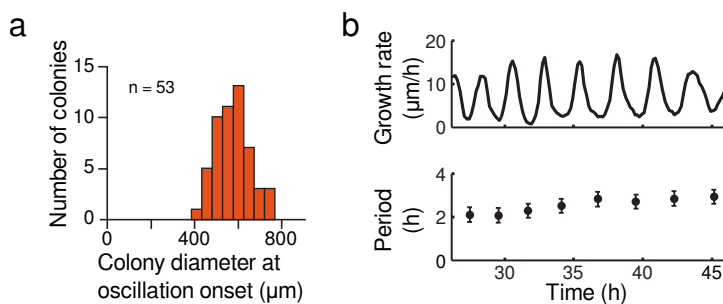 a
n = 53
Number of colonies
15
10
5
0
0
400
800
Colony diameter at
oscillation onset (µm)
b
Growth rate
(µm/h)
20
10
0
Period
(h)
4
2
0
30
35
40
45
Time (h)